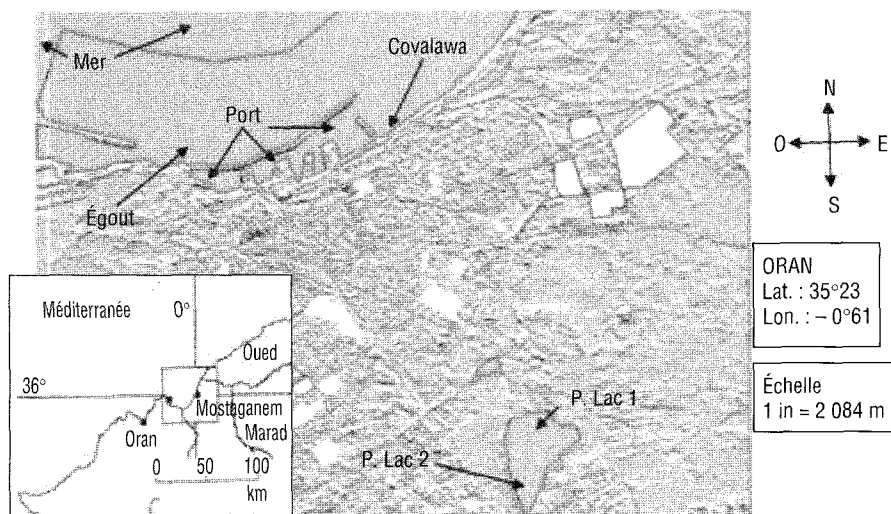 Mer
Covalawa
Port
Égout
N
O
E
S
ORAN
Lat. : 35°23
Lon. : – 0°61
Échelle
1 in = 2 084 m
P. Lac 1
P. Lac 2
Méditerranée
0°
Oued
36°
Mostaganem
Oran
Marad
0 50 100
km